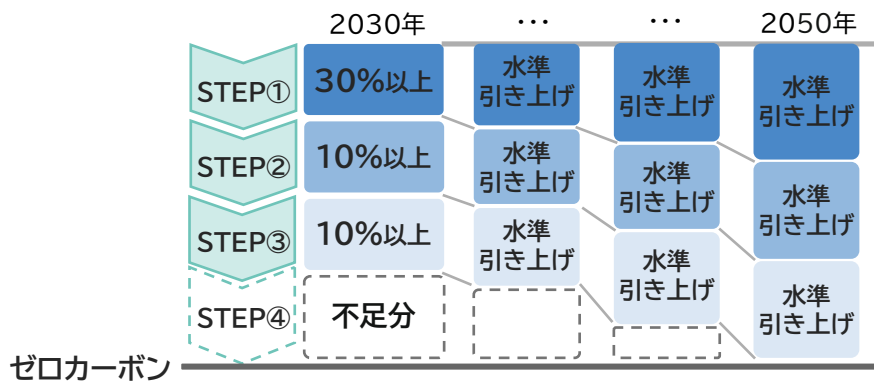 2030年 … … 2050年
STEP① 30%以上 水準 引き上げ 水準 引き上げ 水準 引き上げ
STEP② 10%以上 水準 引き上げ 水準 引き上げ 水準 引き上げ
STEP③ 10%以上 水準 引き上げ 水準 引き上げ 水準 引き上げ
STEP④ 不足分
ゼロカーボン